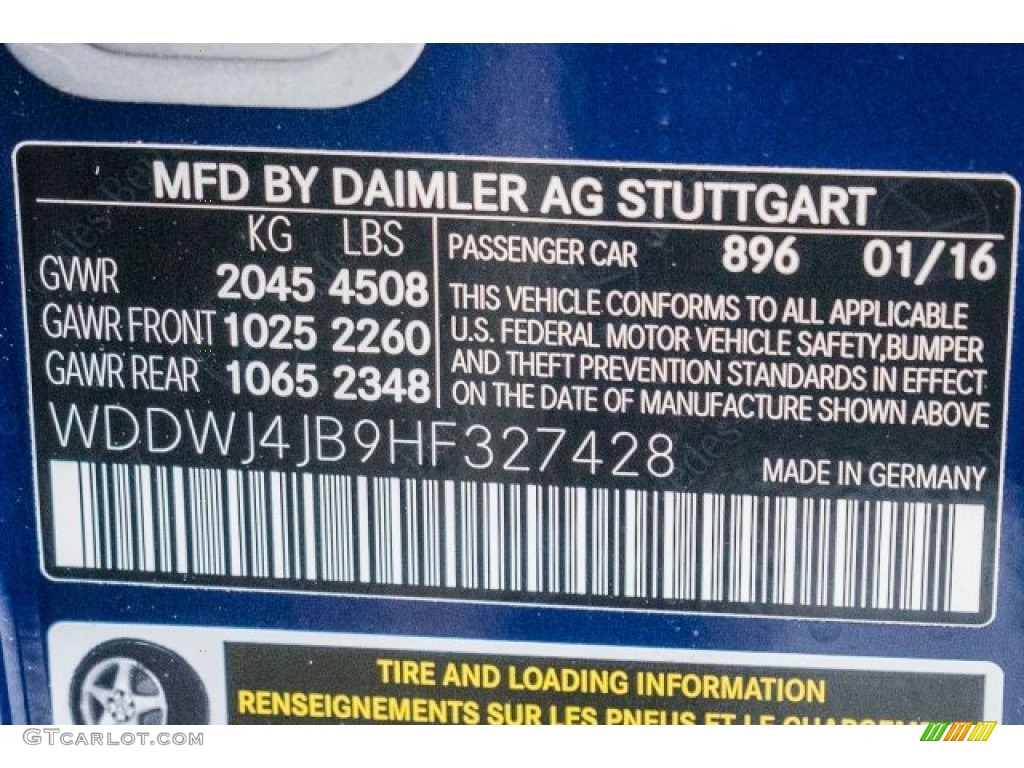 MFD BY DAIMLER AG STUTTGART
KG LBS
GVWR 2045 4508
GAWR FRONT 1025 2260
GAWR REAR 1065 2348
PASSENGER CAR 896 01/16
THIS VEHICLE CONFORMS TO ALL APPLICABLE
U.S. FEDERAL MOTOR VEHICLE SAFETY,BUMPER
AND THEFT PREVENTION STANDARDS IN EFFECT
ON THE DATE OF MANUFACTURE SHOWN ABOVE
WDDWJ4JB9HF327428
MADE IN GERMANY
TIRE AND LOADING INFORMATION
RENSEIGNEMENTS SUR LES PNEUS ET LE
GTcarlot.com